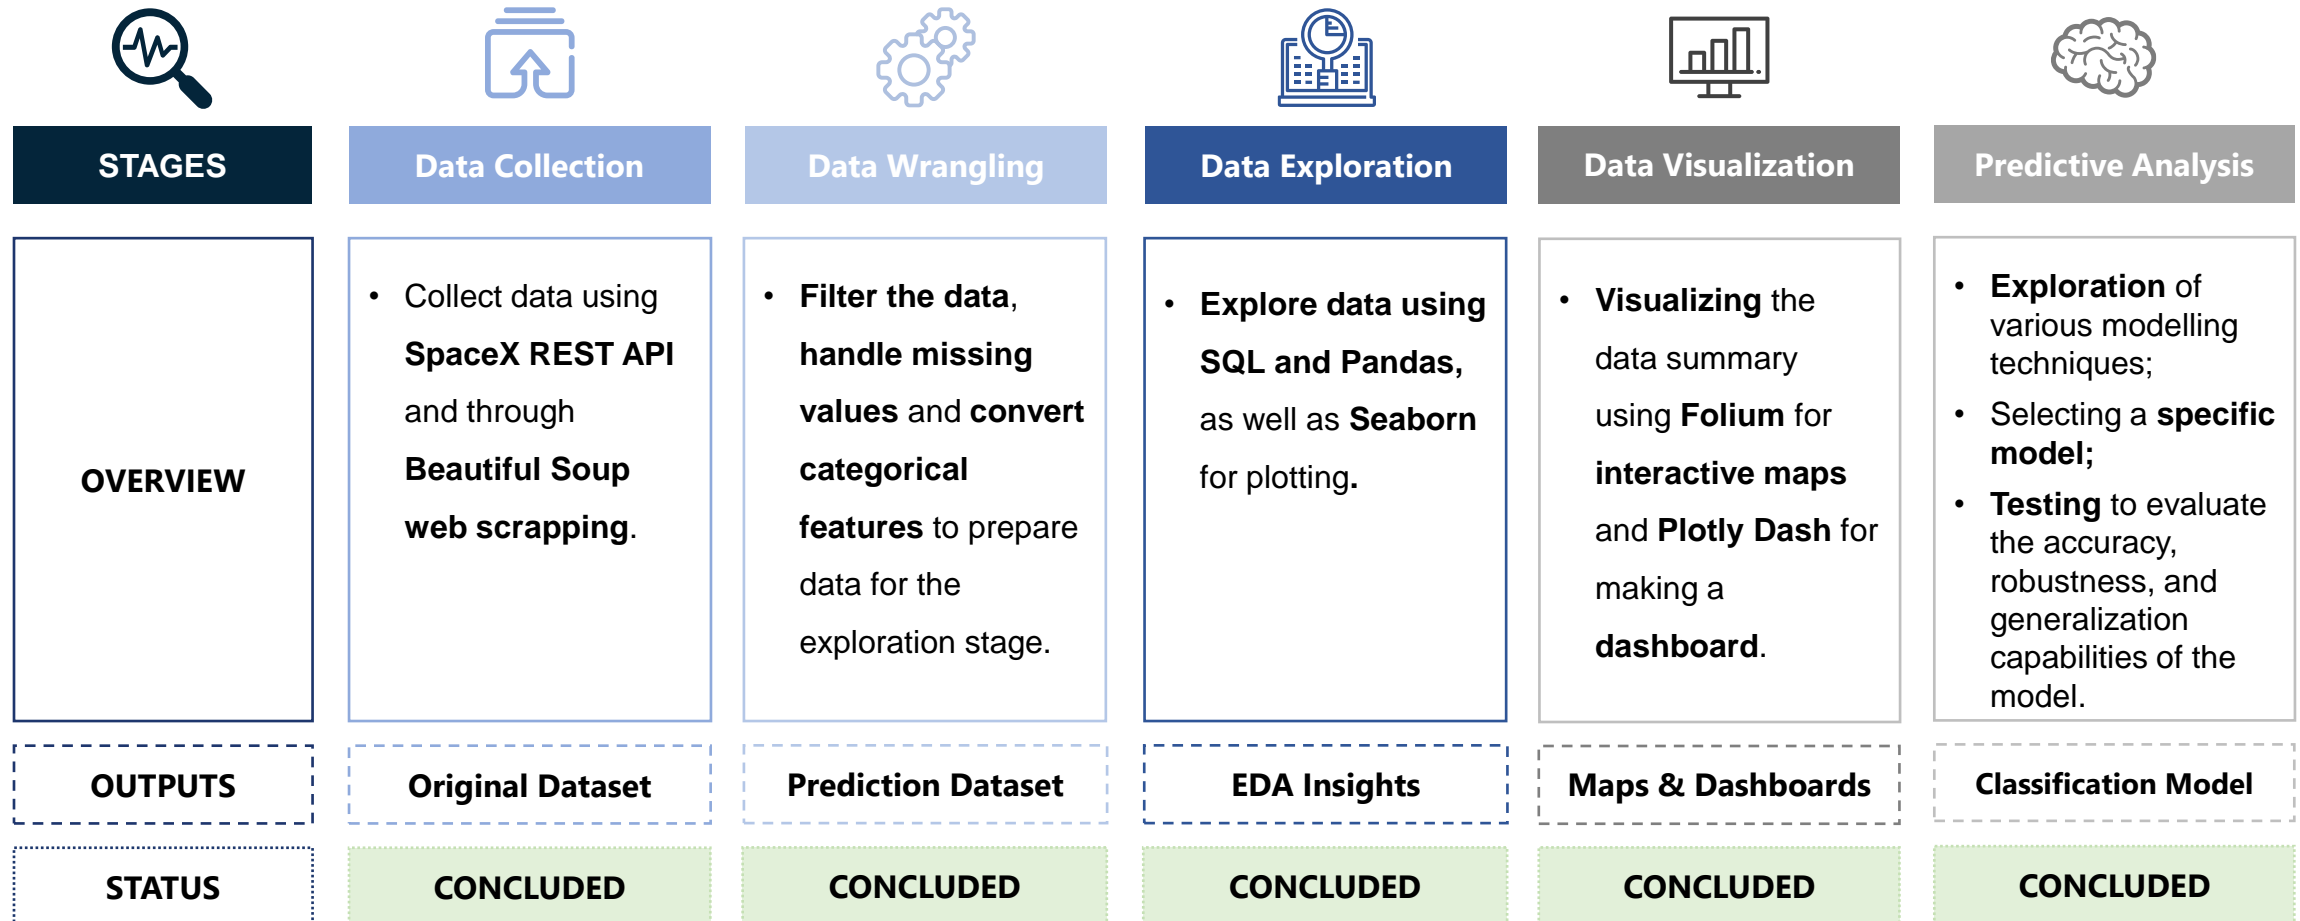 STAGES
Data Collection
Data Wrangling
Data Exploration
Data Visualization
Predictive Analysis
OVERVIEW
• Collect data using
SpaceX REST API
and through
Beautiful Soup
web scrapping.
• Filter the data,
handle missing
values and convert
categorical
features to prepare
data for the
exploration stage.
• Explore data using
SQL and Pandas,
as well as Seaborn
for plotting.
• Visualizing the
data summary
using Folium for
interactive maps
and Plotly Dash for
making a
dashboard.
• Exploration of
various modelling
techniques;
• Selecting a specific
model;
• Testing to evaluate
the accuracy,
robustness, and
generalization
capabilities of the
model.
OUTPUTS
Original Dataset
Prediction Dataset
EDA Insights
Maps & Dashboards
Classification Model
STATUS
CONCLUDED
CONCLUDED
CONCLUDED
CONCLUDED
CONCLUDED